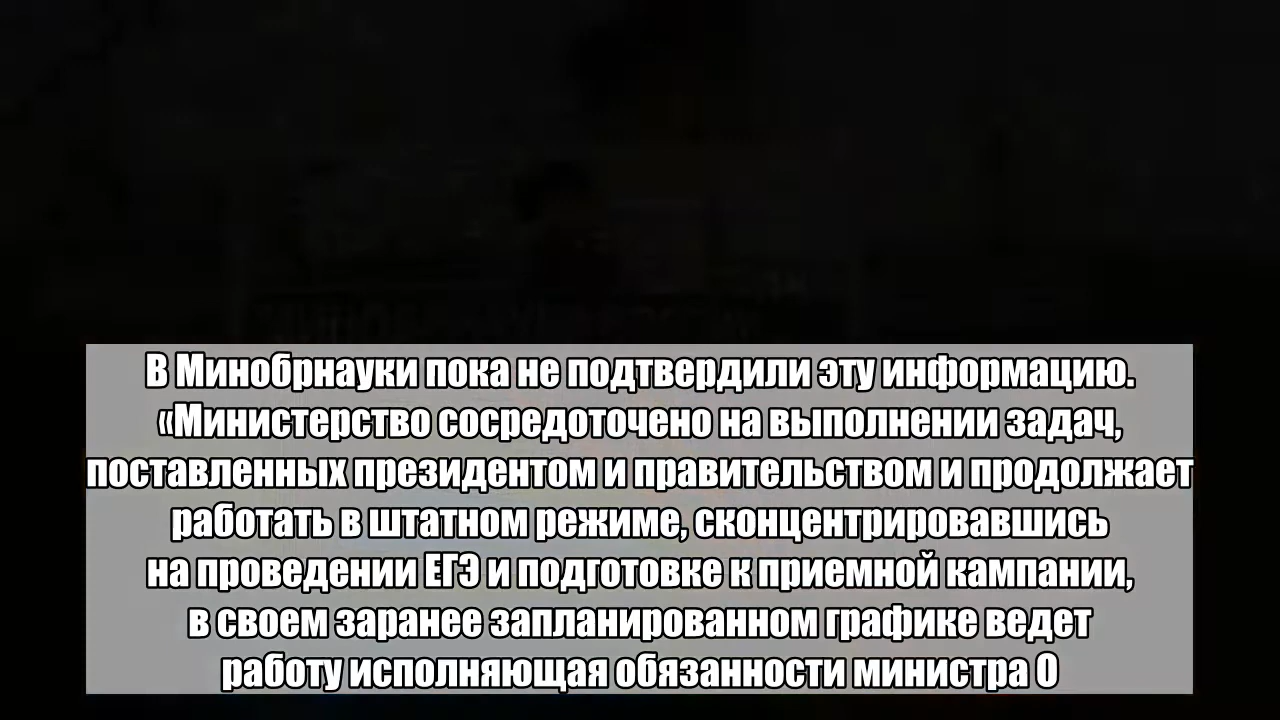 В Минобрнауки пока не подтвердили эту информацию.
«Министерство сосредоточено на выполнении задач,
поставленных президентом и правительством и продолжает
работать в штатном режиме, сконцентрировавшись
на проведении ЕГЭ и подготовке к приемной кампании,
в своем заранее запланированном графике ведет
работу исполняющая обязанности министра О